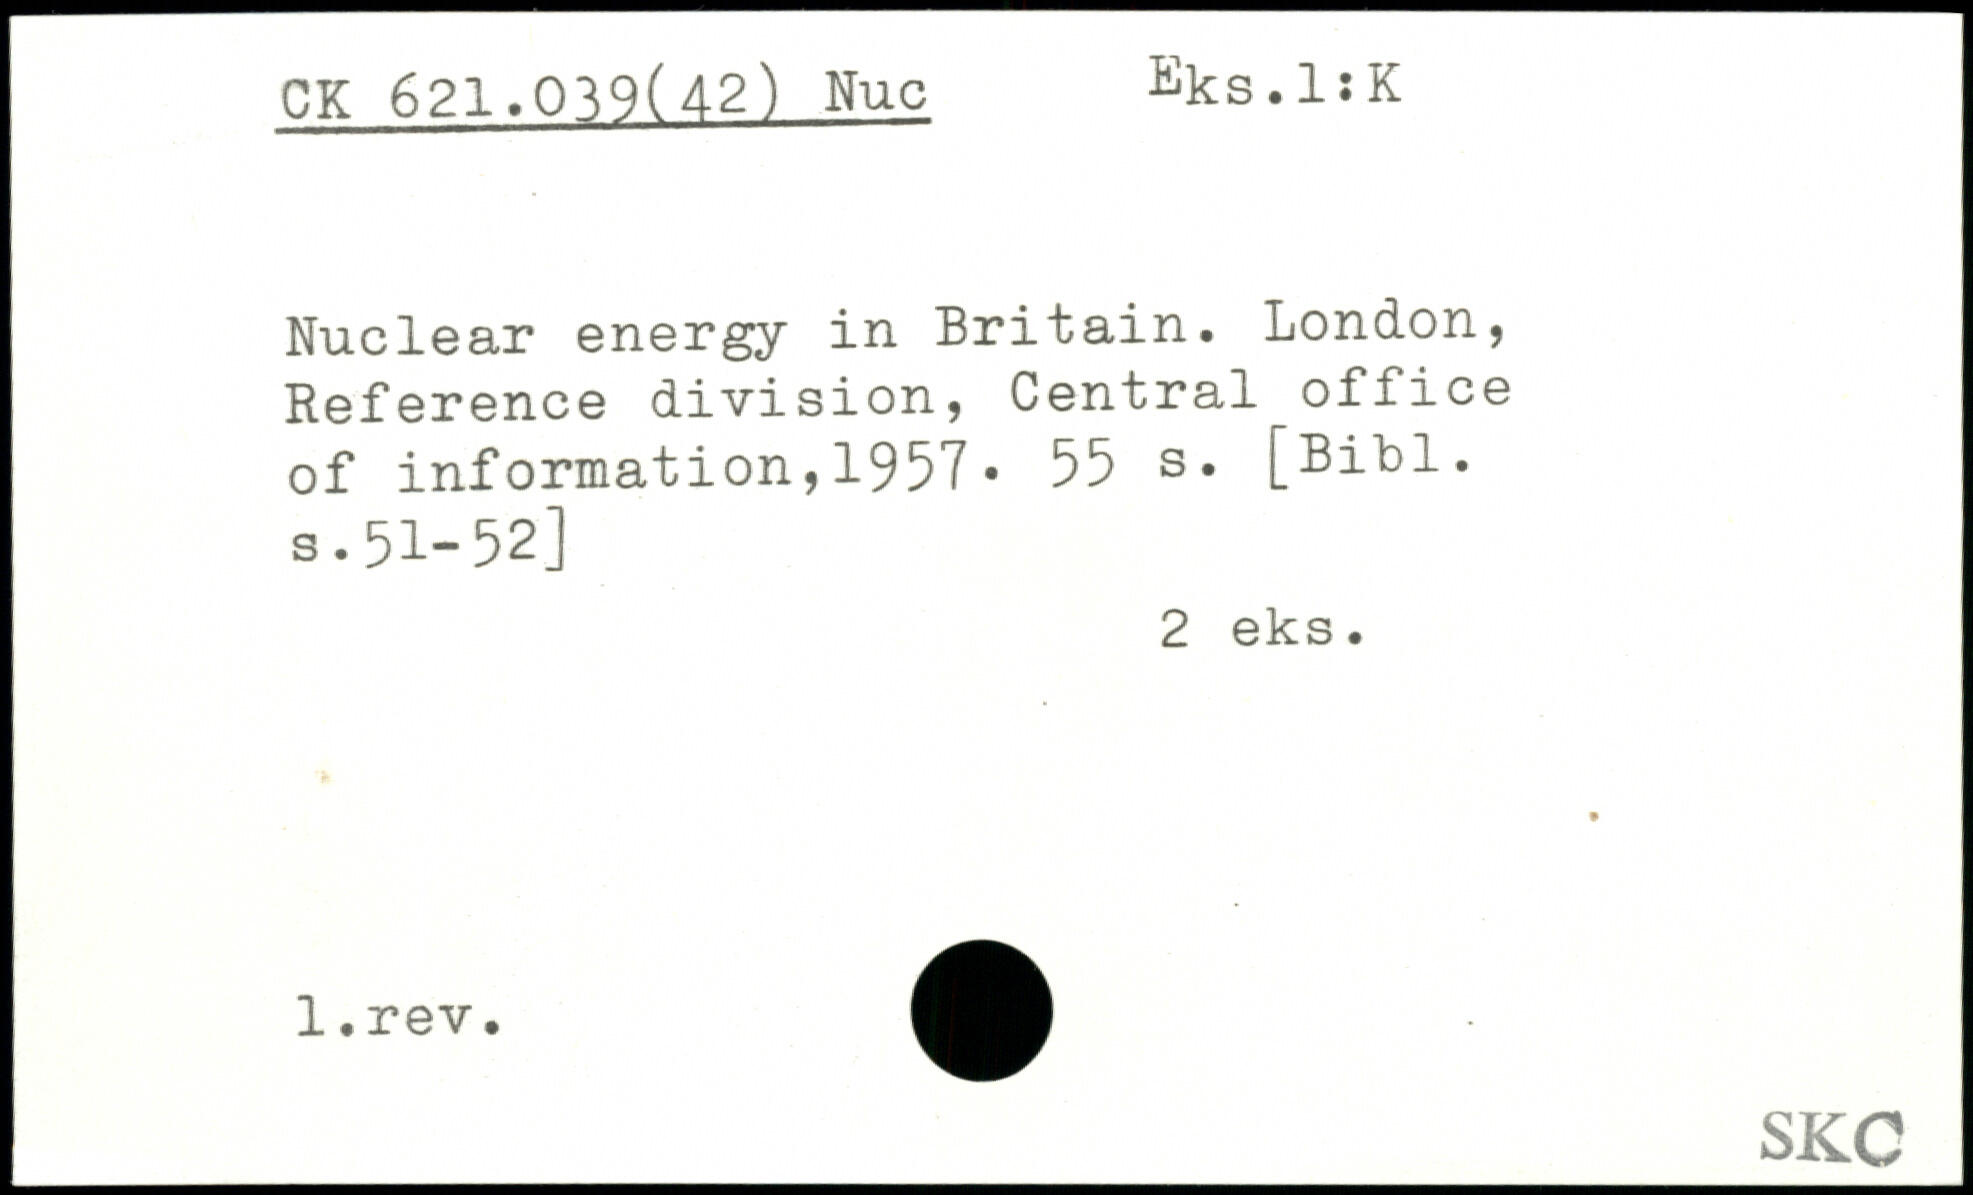 CK 621.039(42) Nuc Eks.1:K
Nuclear energy in Britain. London,
Reference division, Central office
of information,1957. 55 s. [Bibl.
s.51-52]
2 eks.
1.rev.
SKC